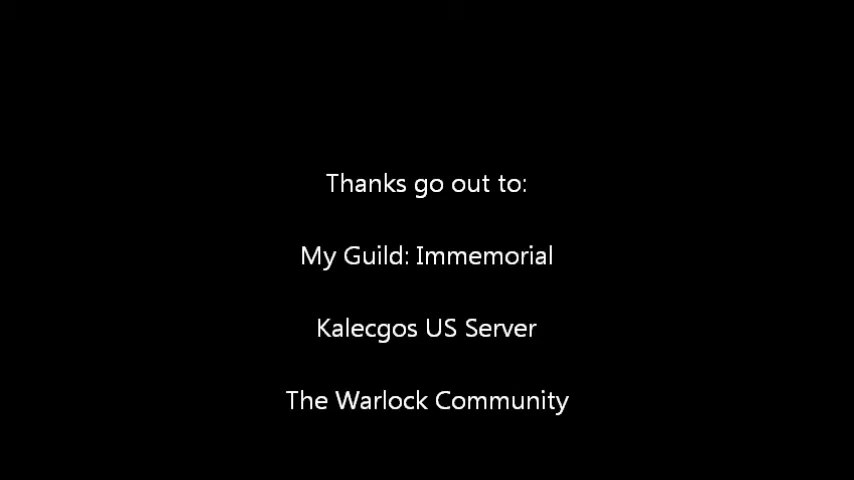 Thanks go out to:
My Guild: Immemorial
Kalecgos US Server
The Warlock Community